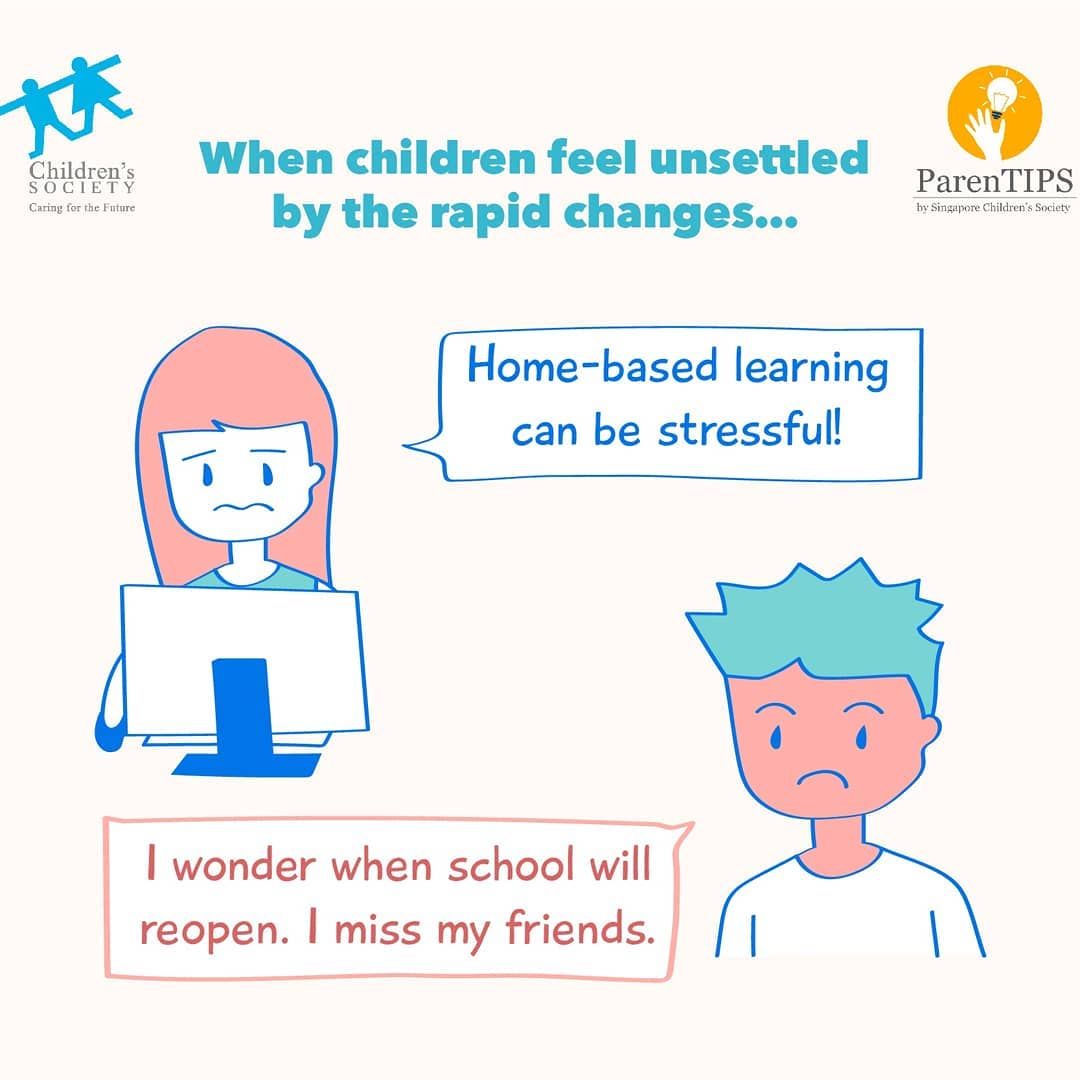 Children's
SOCIETY
Caring for the Future
ParenTIPS
by Singapore Children's Society
When children feel unsettled
by the rapid changes...
Home-based learning
can be stressful!
I wonder when school will
reopen. I miss my friends.